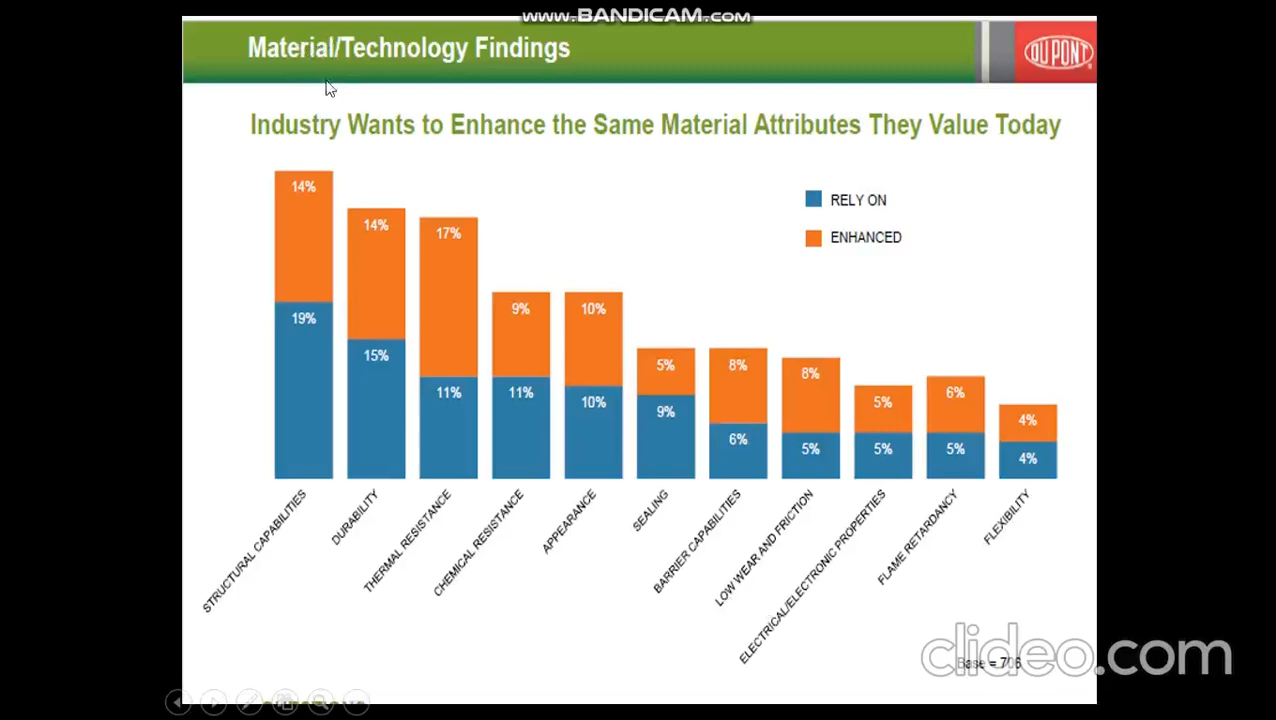 www.BANDICAM.com
Material/Technology Findings
DUPONT
Industry Wants to Enhance the Same Material Attributes They Value Today
RELY ON
ENHANCED
14% 14% 17% 9% 10% 5% 8% 8% 5% 6% 4%
19% 15% 11% 11% 10% 9% 6% 5% 5% 5% 4%
STRUCTURAL CAPABILITIES
DURABILITY
THERMAL RESISTANCE
CHEMICAL RESISTANCE
APPEARANCE
SEALING
BARRIER CAPABILITIES
LOW WEAR AND FRICTION
ELECTRICAL/ELECTRONIC PROPERTIES
FLAME RETARDANCY
FLEXIBILITY
clideo.com
Base = 706